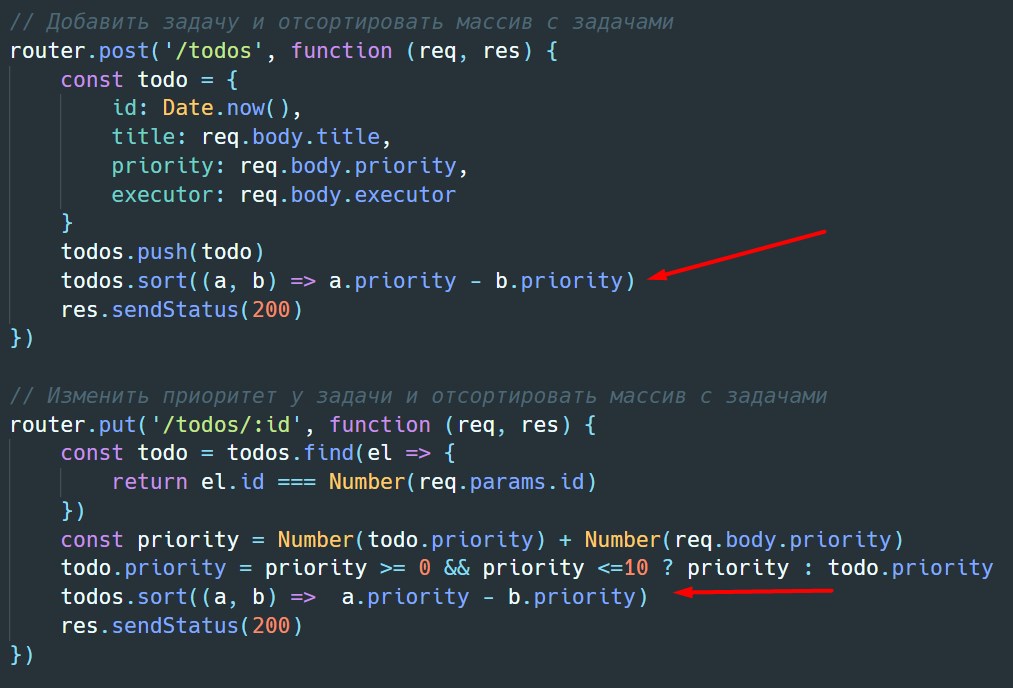 // Добавить задачу и отсортировать массив с задачами
router.post('/todos', function (req, res) {
    const todo = {
        id: Date.now(),
        title: req.body.title,
        priority: req.body.priority,
        executor: req.body.executor
    }
    todos.push(todo)
    todos.sort((a, b) => a.priority - b.priority)
    res.sendStatus(200)
})

// Изменить приоритет у задачи и отсортировать массив с задачами
router.put('/todos/:id', function (req, res) {
    const todo = todos.find(el => {
        return el.id === Number(req.params.id)
    })
    const priority = Number(todo.priority) + Number(req.body.priority)
    todo.priority = priority >= 0 && priority <=10 ? priority : todo.priority
    todos.sort((a, b) =>  a.priority - b.priority)
    res.sendStatus(200)
})